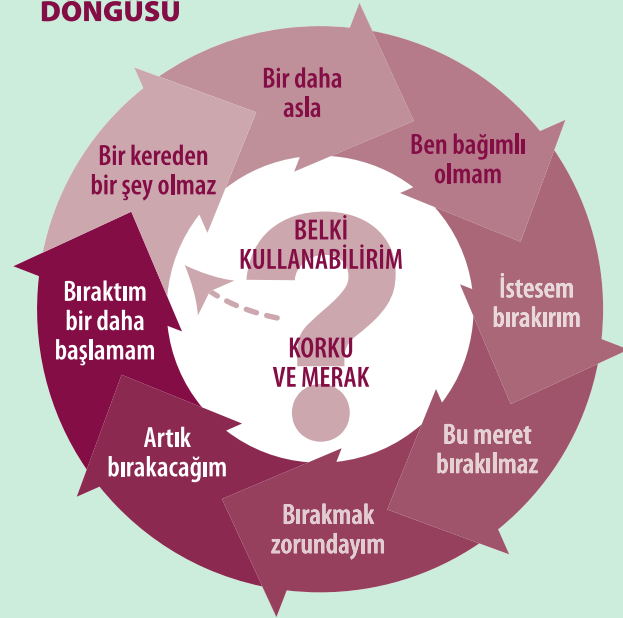 DÖNGÜSÜ
Bir daha
asla
Ben bağımlı
olmam
İstesem
bırakırım
Bu meret
bırakılmaz
Bırakmak
zorundayım
Artık
bırakacağım
Bıraktım
bir daha
başlamam
Bir kereden
bir şey olmaz
BELKİ
KULLANABİLİRİM
KORKU
VE MERAK
?